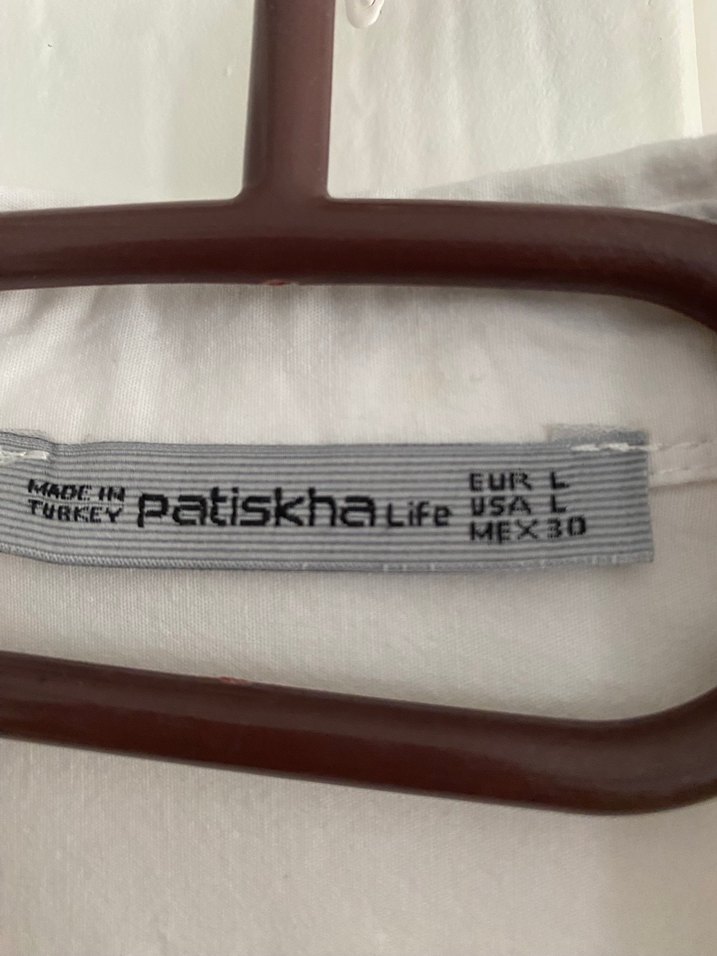 MADE IN
TURKEY
patiskha Life
EUR L
USA L
MEX 30